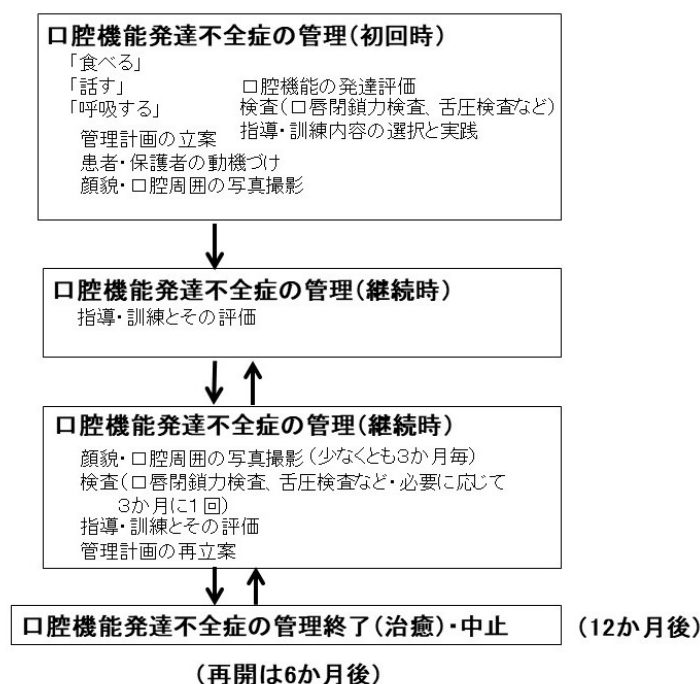 口腔機能発達不全症の管理(初回時)
「食べる」
「話す」 口腔機能の発達評価
「呼吸する」 検査(口唇閉鎖力検査、舌圧検査など)
管理計画の立案 指導・訓練内容の選択と実践
患者・保護者の動機づけ
顔貌・口腔周囲の写真撮影
口腔機能発達不全症の管理(継続時)
指導・訓練とその評価
口腔機能発達不全症の管理(継続時)
顔貌・口腔周囲の写真撮影(少なくとも3か月毎)
検査(口唇閉鎖力検査、舌圧検査など・必要に応じて
3か月に1回)
指導・訓練とその評価
管理計画の再立案
口腔機能発達不全症の管理終了(治癒)・中止 (12か月後)
(再開は6か月後)